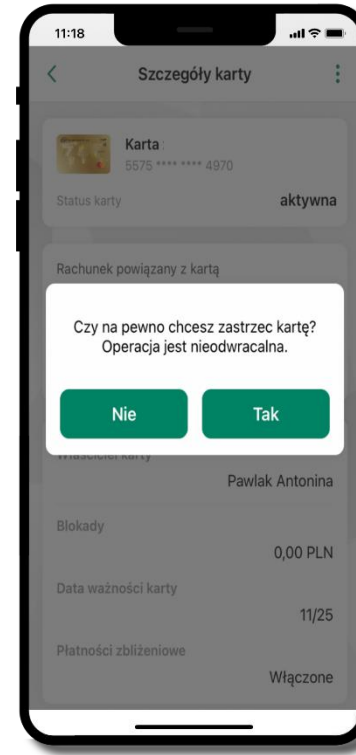 11:18
Szczegóły karty
Karta
5575 **** **** 4970
Status karty
aktywna
Rachunek powiązany z kartą
Czy na pewno chcesz zastrzec kartę?
Operacja jest nieodwracalna.
Nie
Tak
Właściciel karty
Pawlak Antonina
Blokady
0,00 PLN
Data ważności karty
11/25
Płatności zbliżeniowe
Włączone